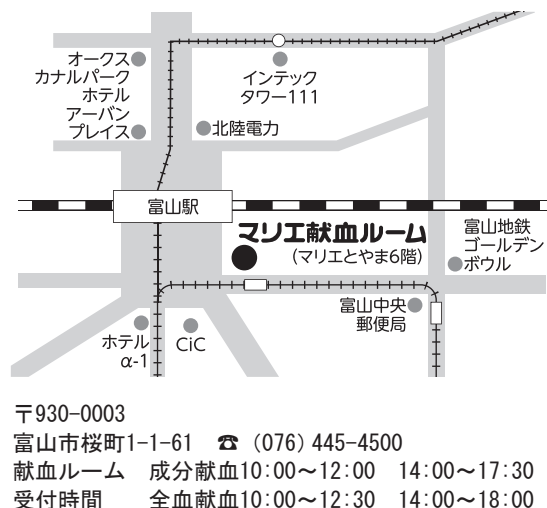 オークス
カナルパーク
ホテル
アーバン
プレイス
インテック
タワー111
北陸電力
富山駅
マリエ献血ルーム
(マリエとやま6階)
富山地鉄
ゴールデン
ボウル
富山中央
郵便局
ホテル
α-1
CiC
〒930-0003
富山市桜町1-1-61 ☎ (076) 445-4500
献血ルーム 成分献血10:00〜12:00 14:00〜17:30
受付時間 全血献血10:00〜12:30 14:00〜18:00